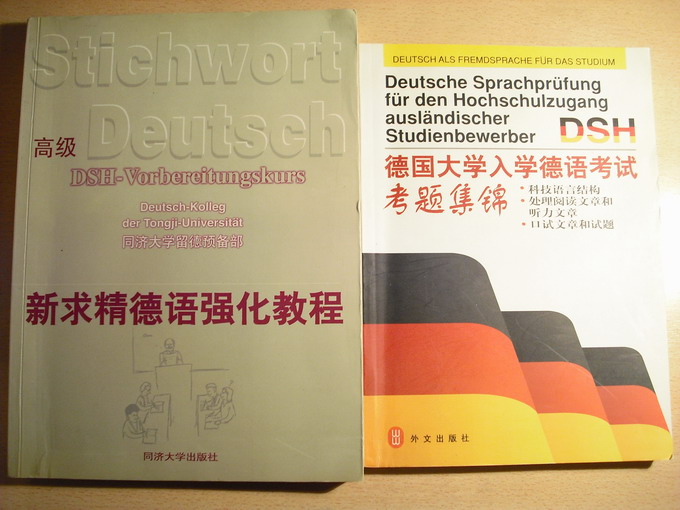 Stichwort
Deutsch
高级
DSH-Vorbereitungskurs
Deutsch-Kolleg
der Tongji-Universität
同济大学留德预备部
新求精德语强化教程
同济大学出版社
DEUTSCH ALS FREMDSPRACHE FÜR DAS STUDIUM
Deutsche Sprachprüfung
für den Hochschulzugang
ausländischer
Studienbewerber DSH
德国大学入学德语考试
考题集锦
• 科技语言结构
• 处理阅读文章和
听力文章
• 口试文章和试题
外文出版社